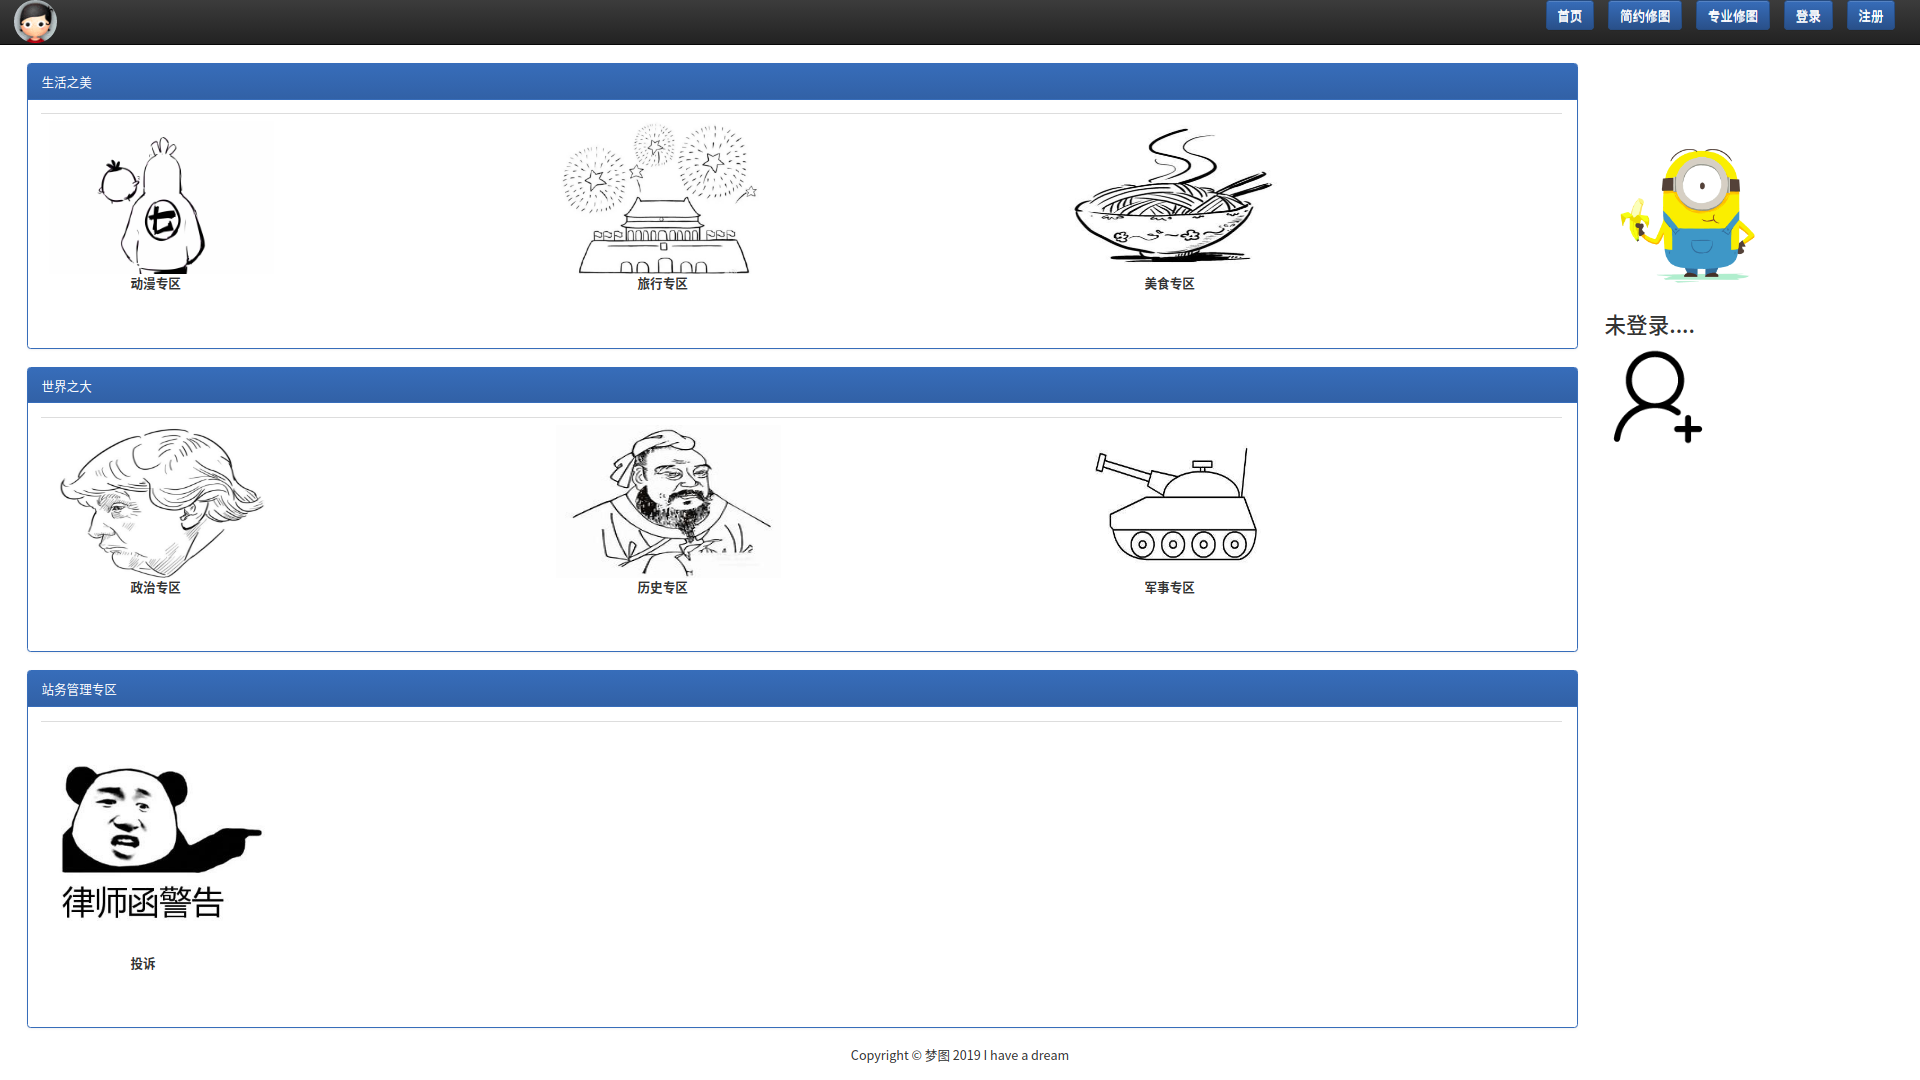 首页 简约修图 专业修图 登录 注册
生活之美
七
动漫专区 旅行专区 美食专区
未登录....
世界之大
政治专区 历史专区 军事专区
站务管理专区
律师函警告
投诉
Copyright © 梦图 2019 I have a dream